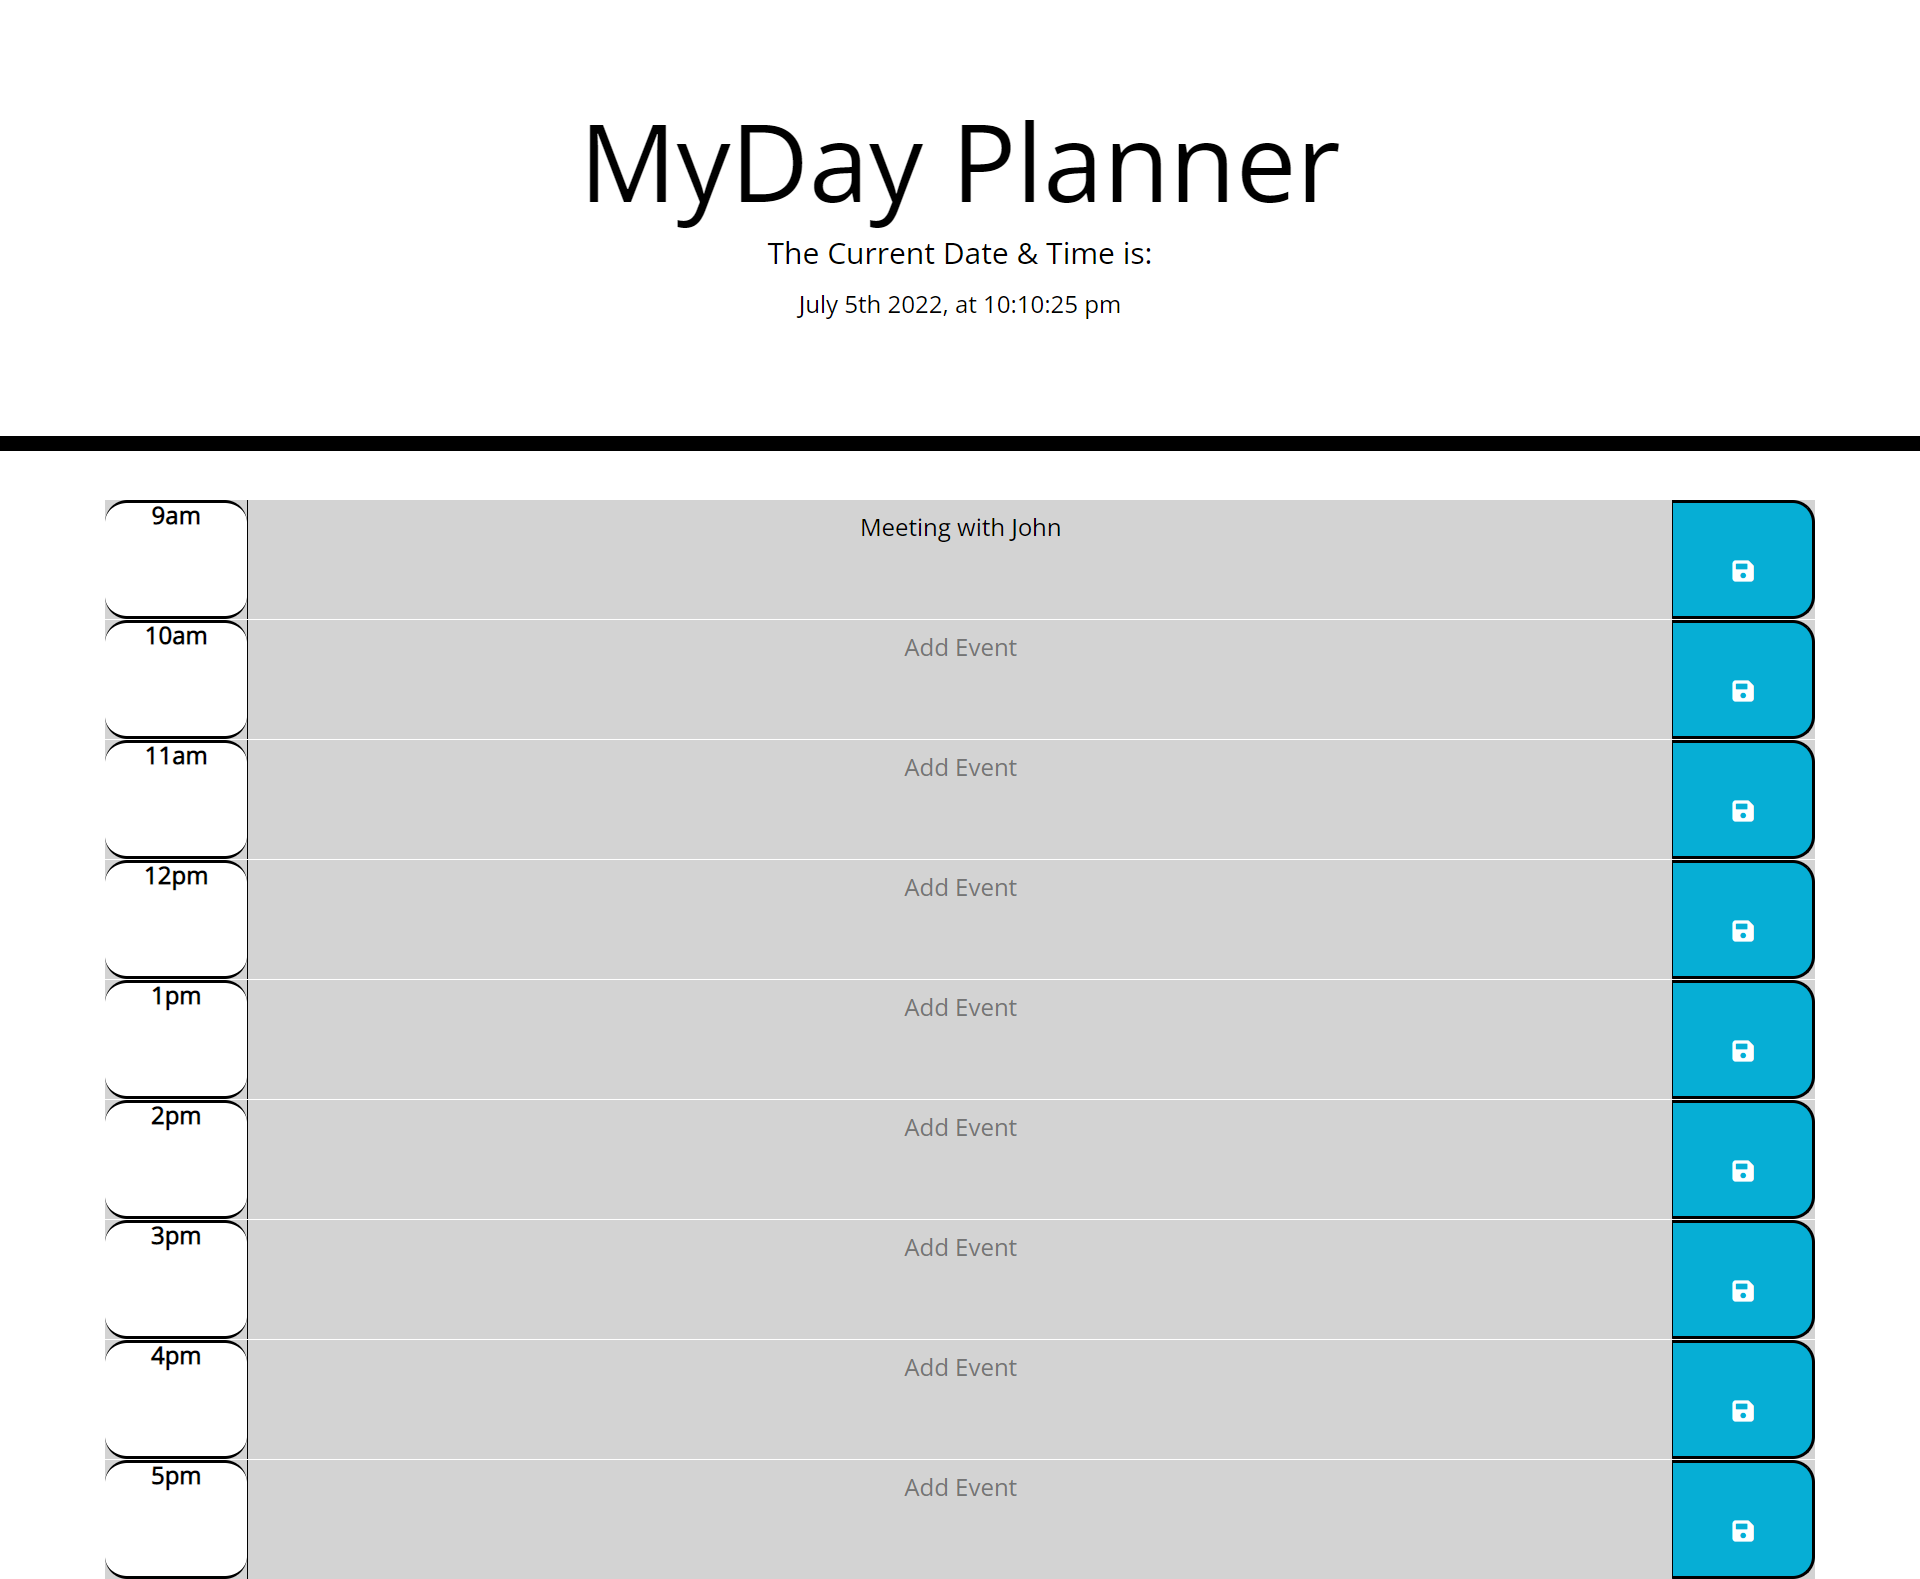 MyDay Planner
The Current Date & Time is:
July 5th 2022, at 10:10:25 pm
9am
Meeting with John
10am
Add Event
11am
Add Event
12pm
Add Event
1pm
Add Event
2pm
Add Event
3pm
Add Event
4pm
Add Event
5pm
Add Event